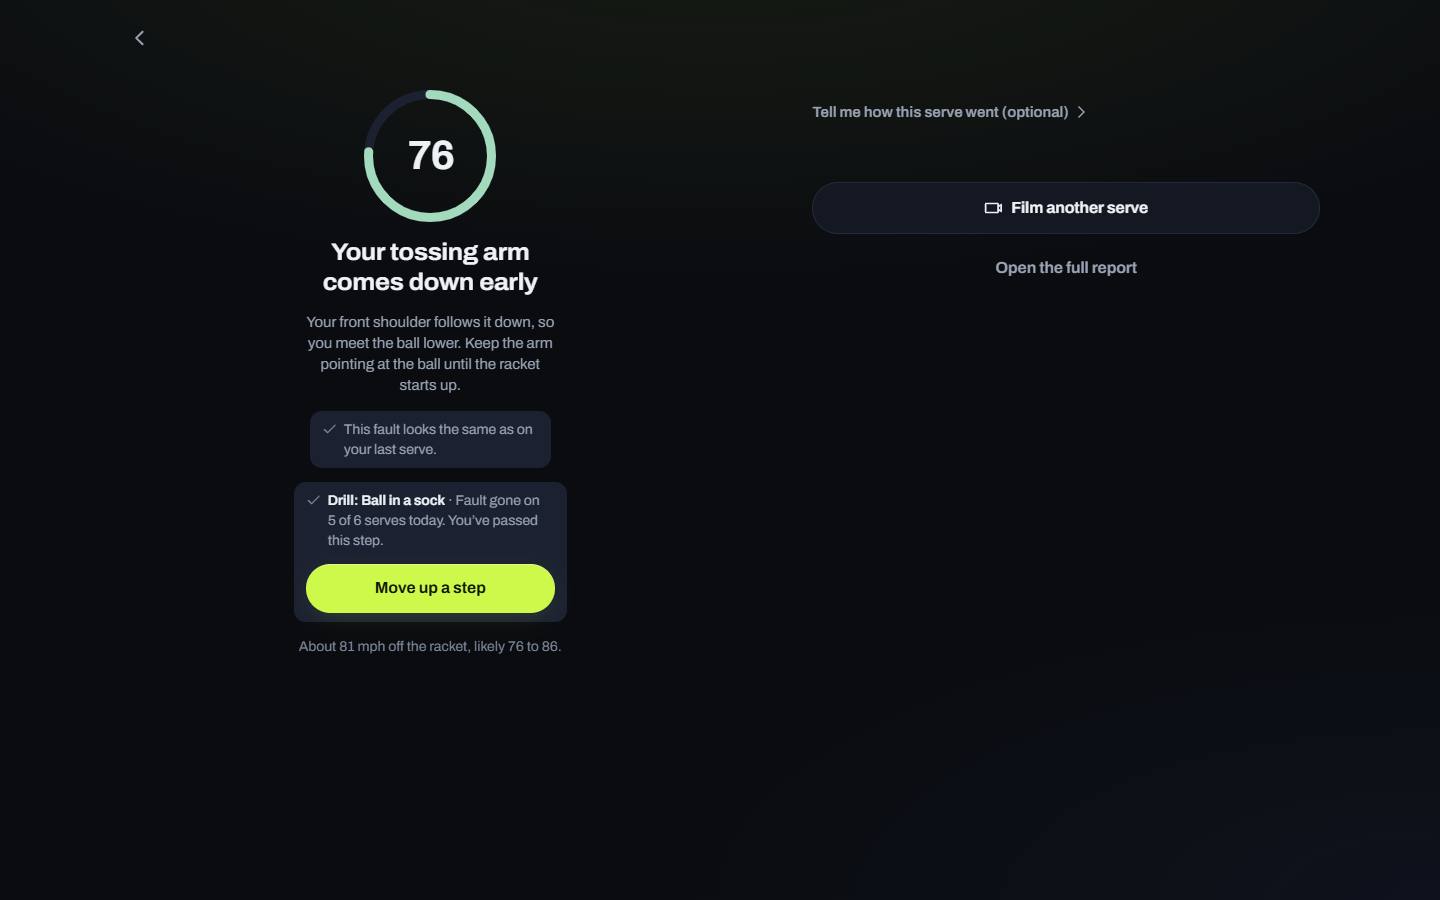 76
Your tossing arm
comes down early
Your front shoulder follows it down, so
you meet the ball lower. Keep the arm
pointing at the ball until the racket
starts up.
This fault looks the same as on
your last serve.
Drill: Ball in a sock · Fault gone on
5 of 6 serves today. You’ve passed
this step.
Move up a step
About 81 mph off the racket, likely 76 to 86.
Tell me how this serve went (optional)
Film another serve
Open the full report